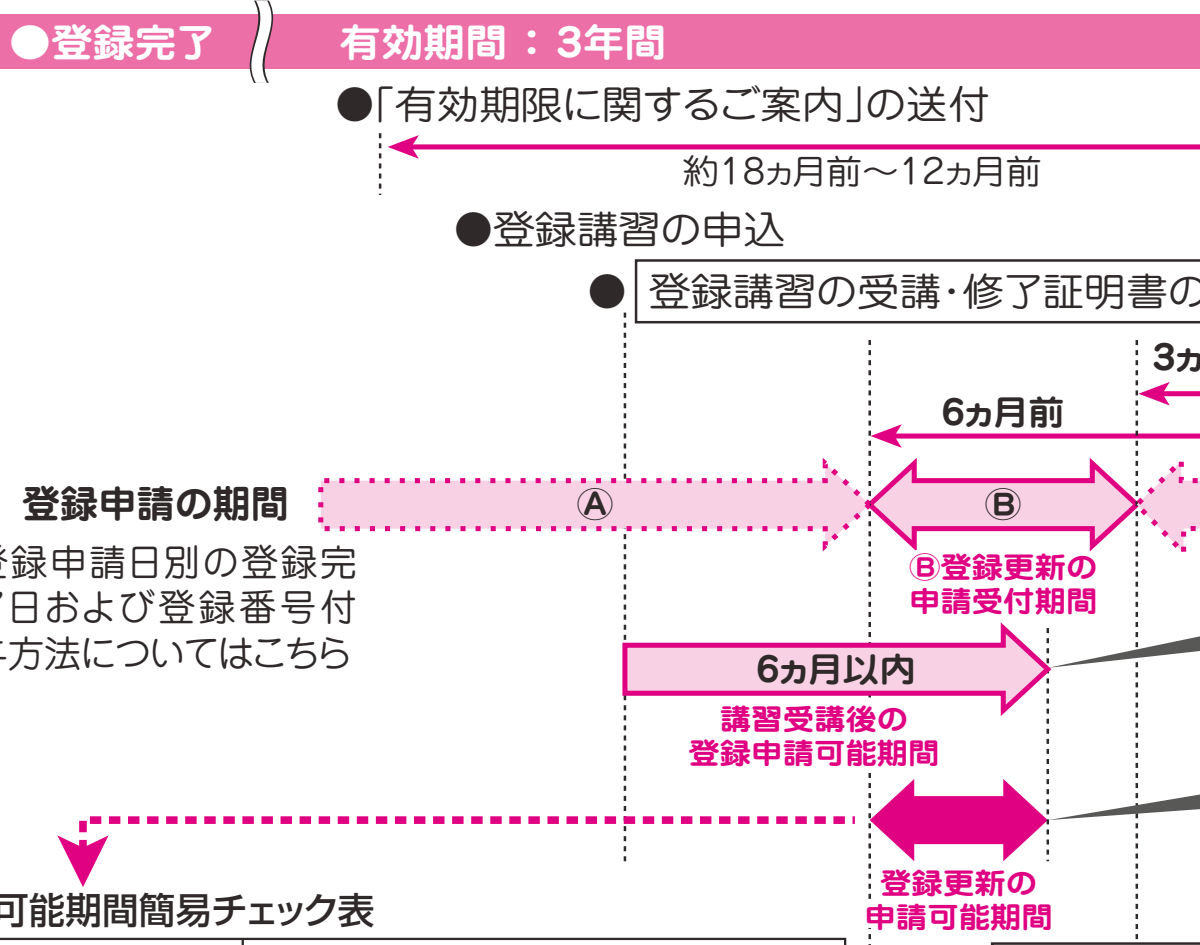 ●登録完了 有効期間：3年間
●「有効期限に関するご案内」の送付
約18ヵ月前～12ヵ月前
●登録講習の申込
● 登録講習の受講・修了証明書の
3カ
6ヵ月前
登録申請の期間
Ⓐ
Ⓑ
登録申請日別の登録完
了日および登録番号付
方法についてはこちら
Ⓑ登録更新の
申請受付期間
6ヵ月以内
講習受講後の
登録申請可能期間
登録更新の
申請可能期間
可能期間簡易チェック表